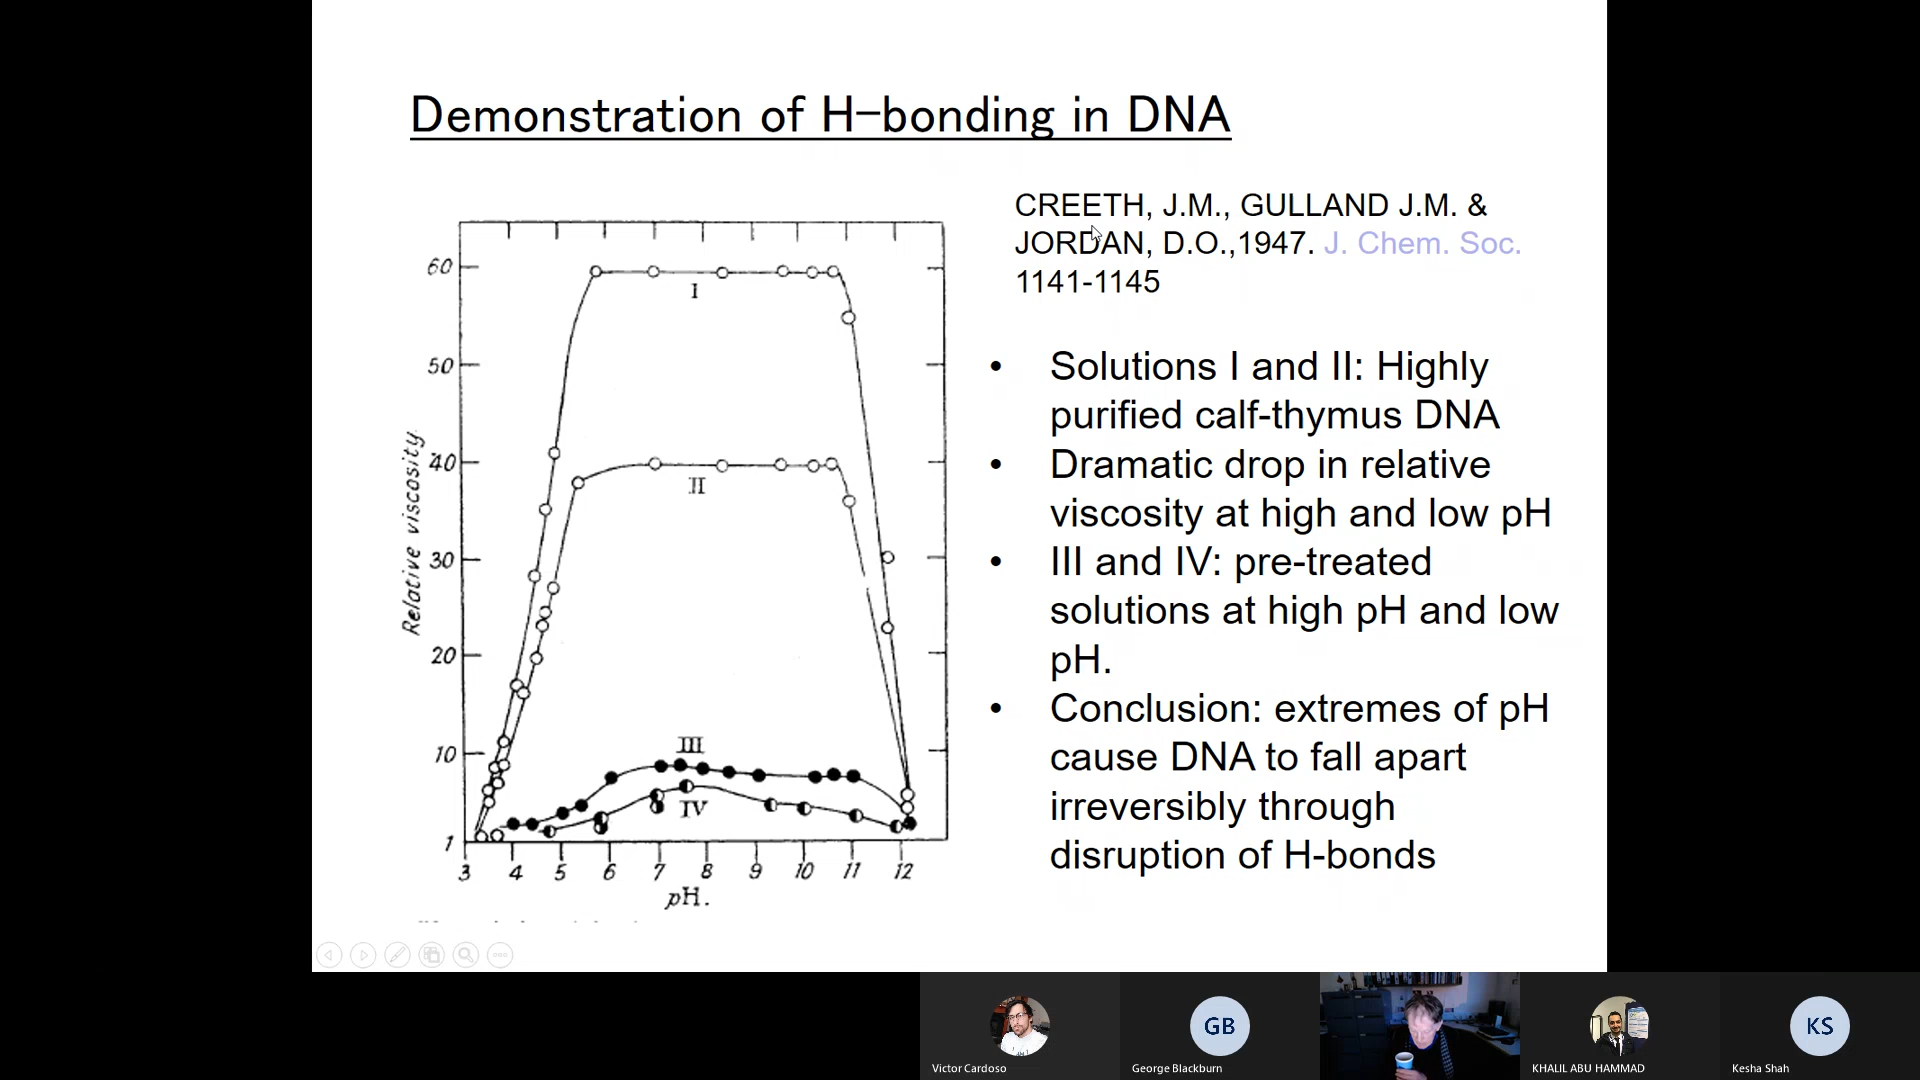 Demonstration of H-bonding in DNA
CREETH, J.M., GULLAND J.M. &
JORDAN, D.O.,1947. J. Chem. Soc.
1141-1145
60
50
40
30
20
10
1
Relative viscosity.
I
II
III
IV
3 4 5 6 7 8 9 10 11 12
pH.
• Solutions I and II: Highly
purified calf-thymus DNA
• Dramatic drop in relative
viscosity at high and low pH
• III and IV: pre-treated
solutions at high pH and low
pH.
• Conclusion: extremes of pH
cause DNA to fall apart
irreversibly through
disruption of H-bonds
GB
KS
Victor Cardoso
George Blackburn
KHALIL ABU HAMMAD
Kesha Shah